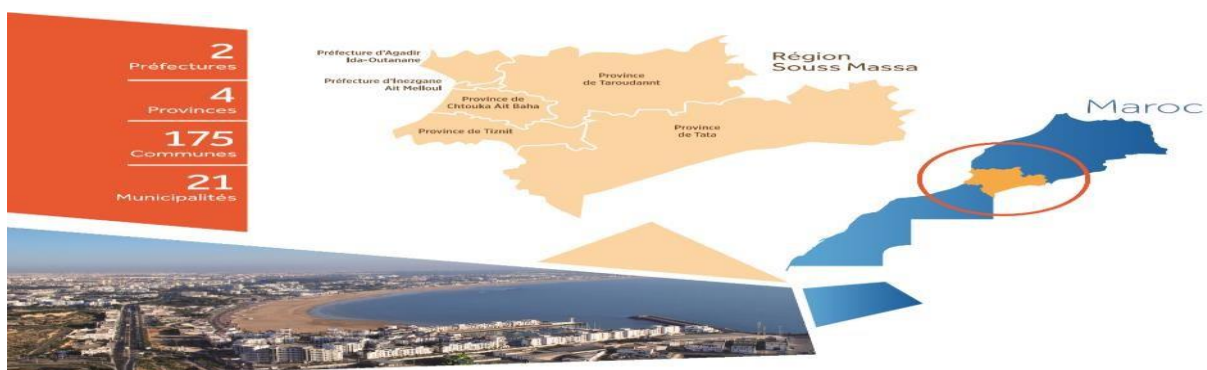 2
Préfectures
4
Provinces
175
Communes
21
Municipalités
Préfecture d'Agadir
Ida-Outanane
Préfecture d'Inezgane
Ait Melloul
Province de
Chtouka Ait Baha
Province de Tiznit
Province
de Taroudannt
Province
de Tata
Région
Souss Massa
Maroc